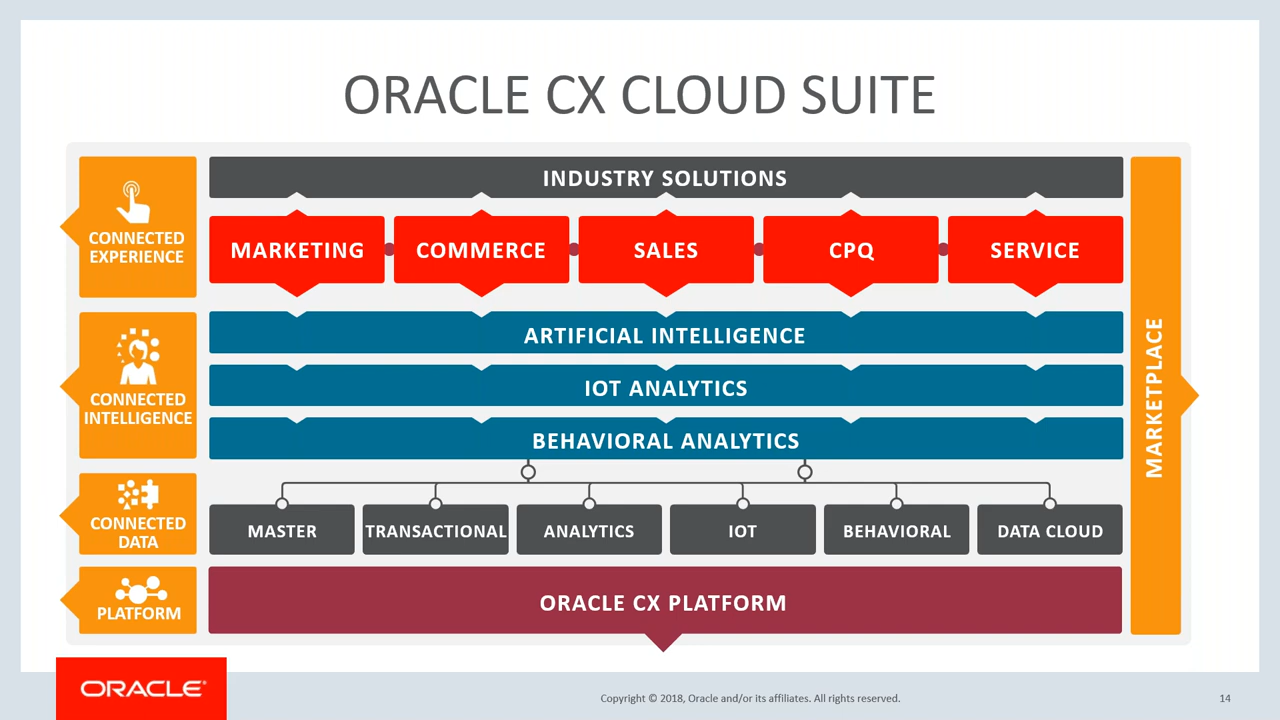 ORACLE CX CLOUD SUITE
CONNECTED
EXPERIENCE
INDUSTRY SOLUTIONS
MARKETING
COMMERCE
SALES
CPQ
SERVICE
CONNECTED
INTELLIGENCE
ARTIFICIAL INTELLIGENCE
IOT ANALYTICS
BEHAVIORAL ANALYTICS
CONNECTED
DATA
MASTER
TRANSACTIONAL
ANALYTICS
IOT
BEHAVIORAL
DATA CLOUD
PLATFORM
ORACLE CX PLATFORM
MARKETPLACE
ORACLE®
Copyright © 2018, Oracle and/or its affiliates. All rights reserved.
14